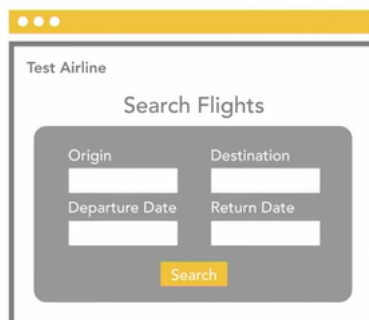 Test Airline
Search Flights
Origin Destination
Departure Date Return Date
Search